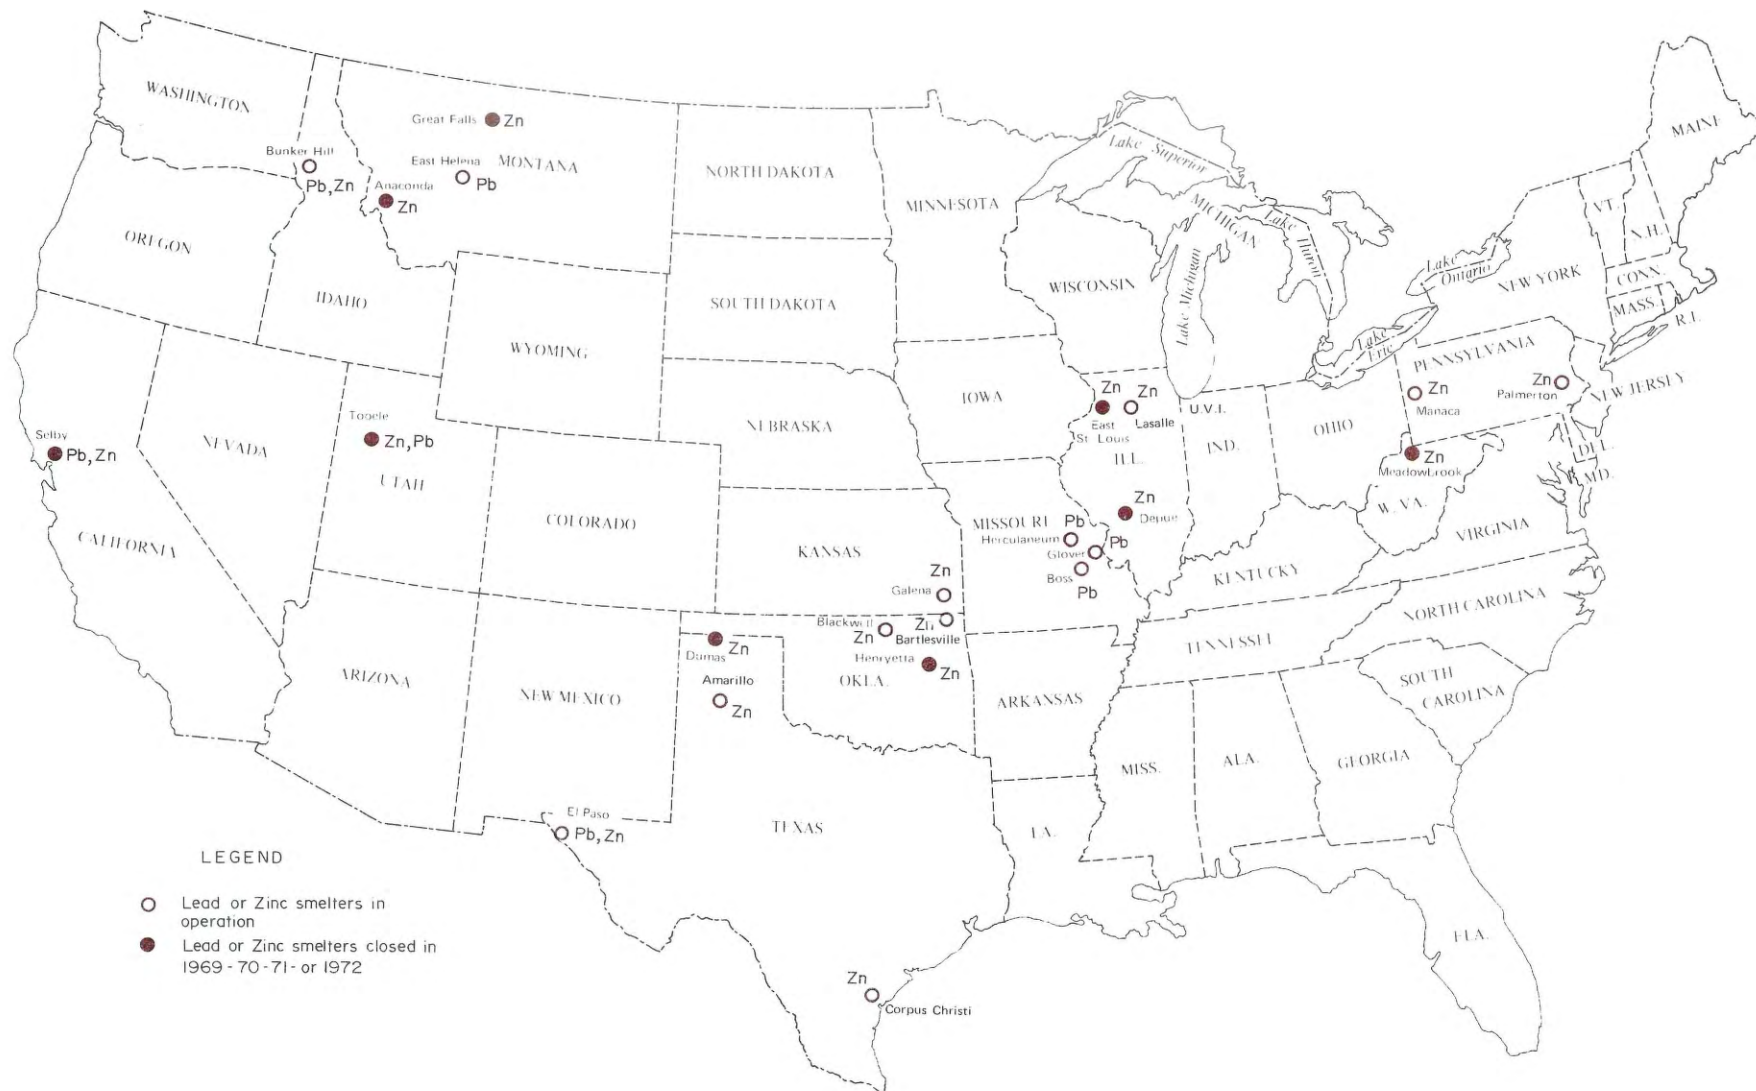 WASHINGTON
Great Falls
Zn
Bunker Hill
Pb, Zn
East Helena
Pb
MONTANA
Anaconda
Zn
OREGON
IDAHO
NORTH DAKOTA
SOUTH DAKOTA
MINNESOTA
Lake Superior
MICHIGAN
Lake Huron
Lake Michigan
WISCONSIN
Lake Ontario
Lake Erie
NEW YORK
VT.
N.H.
MAINE
CONN.
MASS.
R.I.
WYOMING
NEBRASKA
IOWA
Zn
East
St. Louis
Zn
Lasalle
U.V.I.
ILL.
IND.
OHIO
PENNSYLVANIA
Zn
Manaca
Zn
Palmerton
NEW JERSEY
DEL.
MD.
Zn
MeadowBrook
W. VA.
VIRGINIA
Selby
Pb, Zn
NEVADA
Tooele
Zn, Pb
UTAH
CALIFORNIA
COLORADO
KANSAS
MISSOURI
Pb
Herculaneum
Zn
Depue
Glover
Pb
Boss
Pb
KENTUCKY
Zn
Galena
Blackwell
Zn
Zn
Bartlesville
Henryetta
Zn
OKLA.
Dumas
Zn
Amarillo
Zn
ARIZONA
NEW MEXICO
ARKANSAS
TENNESSEE
NORTH CAROLINA
SOUTH
CAROLINA
MISS.
ALA.
GEORGIA
El Paso
Pb, Zn
TEXAS
LA.
FLA.
Zn
Corpus Christi
LEGEND
Lead or Zinc smelters in
operation
Lead or Zinc smelters closed in
1969-70-71- or 1972